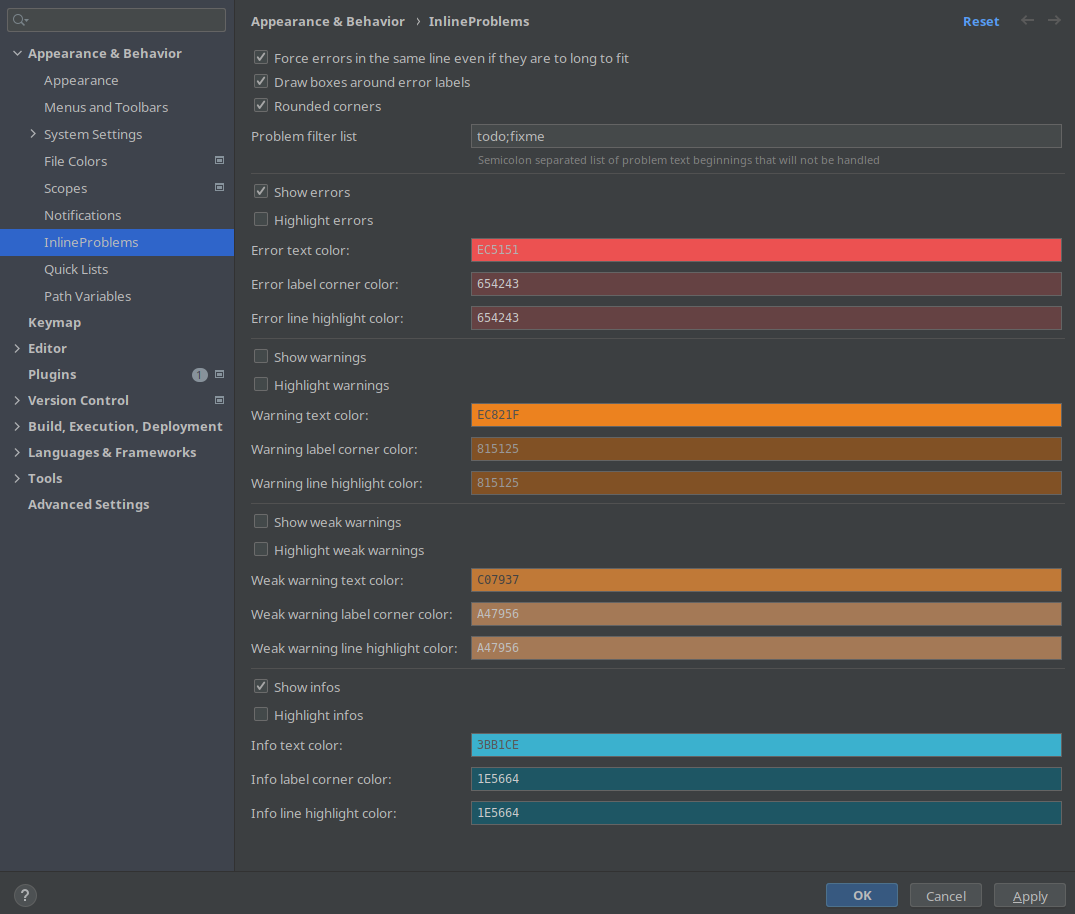 Appearance & Behavior
Appearance
Menus and Toolbars
System Settings
File Colors
Scopes
Notifications
InlineProblems
Quick Lists
Path Variables
Keymap
Editor
Plugins 1
Version Control
Build, Execution, Deployment
Languages & Frameworks
Tools
Advanced Settings
Appearance & Behavior › InlineProblems Reset
Force errors in the same line even if they are to long to fit
Draw boxes around error labels
Rounded corners
Problem filter list todo;fixme
Semicolon separated list of problem text beginnings that will not be handled
Show errors
Highlight errors
Error text color: EC5151
Error label corner color: 654243
Error line highlight color: 654243
Show warnings
Highlight warnings
Warning text color: EC821F
Warning label corner color: 815125
Warning line highlight color: 815125
Show weak warnings
Highlight weak warnings
Weak warning text color: C07937
Weak warning label corner color: A47956
Weak warning line highlight color: A47956
Show infos
Highlight infos
Info text color: 3BB1CE
Info label corner color: 1E5664
Info line highlight color: 1E5664
? OK Cancel Apply